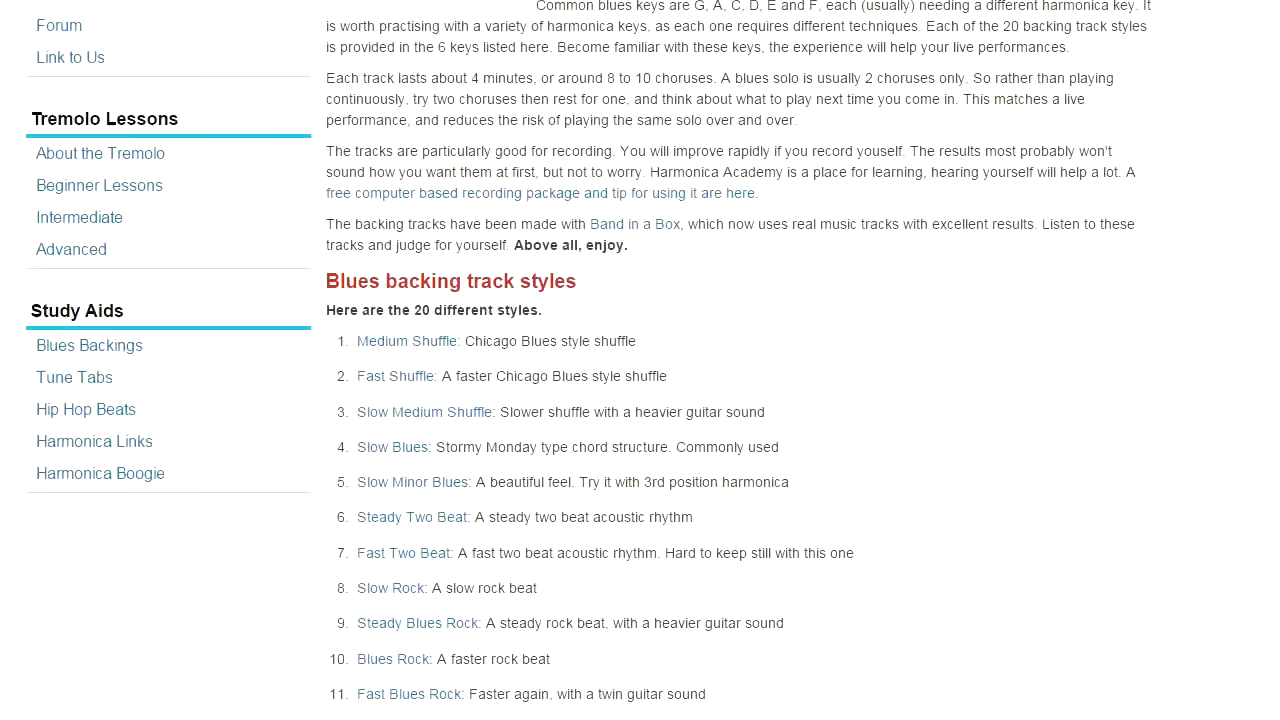 Forum
Link to Us
Tremolo Lessons
About the Tremolo
Beginner Lessons
Intermediate
Advanced
Study Aids
Blues Backings
Tune Tabs
Hip Hop Beats
Harmonica Links
Harmonica Boogie
Common blues keys are G, A, C, D, E and F, each (usually) needing a different harmonica key. It
is worth practising with a variety of harmonica keys, as each one requires different techniques. Each of the 20 backing track styles
is provided in the 6 keys listed here. Become familiar with these keys, the experience will help your live performances.
Each track lasts about 4 minutes, or around 8 to 10 choruses. A blues solo is usually 2 choruses only. So rather than playing
continuously, try two choruses then rest for one, and think about what to play next time you come in. This matches a live
performance, and reduces the risk of playing the same solo over and over.
The tracks are particularly good for recording. You will improve rapidly if you record youself. The results most probably won't
sound how you want them at first, but not to worry. Harmonica Academy is a place for learning, hearing yourself will help a lot. A
free computer based recording package and tip for using it are here.
The backing tracks have been made with Band in a Box, which now uses real music tracks with excellent results. Listen to these
tracks and judge for yourself. Above all, enjoy.
Blues backing track styles
Here are the 20 different styles.
1. Medium Shuffle: Chicago Blues style shuffle
2. Fast Shuffle: A faster Chicago Blues style shuffle
3. Slow Medium Shuffle: Slower shuffle with a heavier guitar sound
4. Slow Blues: Stormy Monday type chord structure. Commonly used
5. Slow Minor Blues: A beautiful feel. Try it with 3rd position harmonica
6. Steady Two Beat: A steady two beat acoustic rhythm
7. Fast Two Beat: A fast two beat acoustic rhythm. Hard to keep still with this one
8. Slow Rock: A slow rock beat
9. Steady Blues Rock: A steady rock beat, with a heavier guitar sound
10. Blues Rock: A faster rock beat
11. Fast Blues Rock: Faster again, with a twin guitar sound